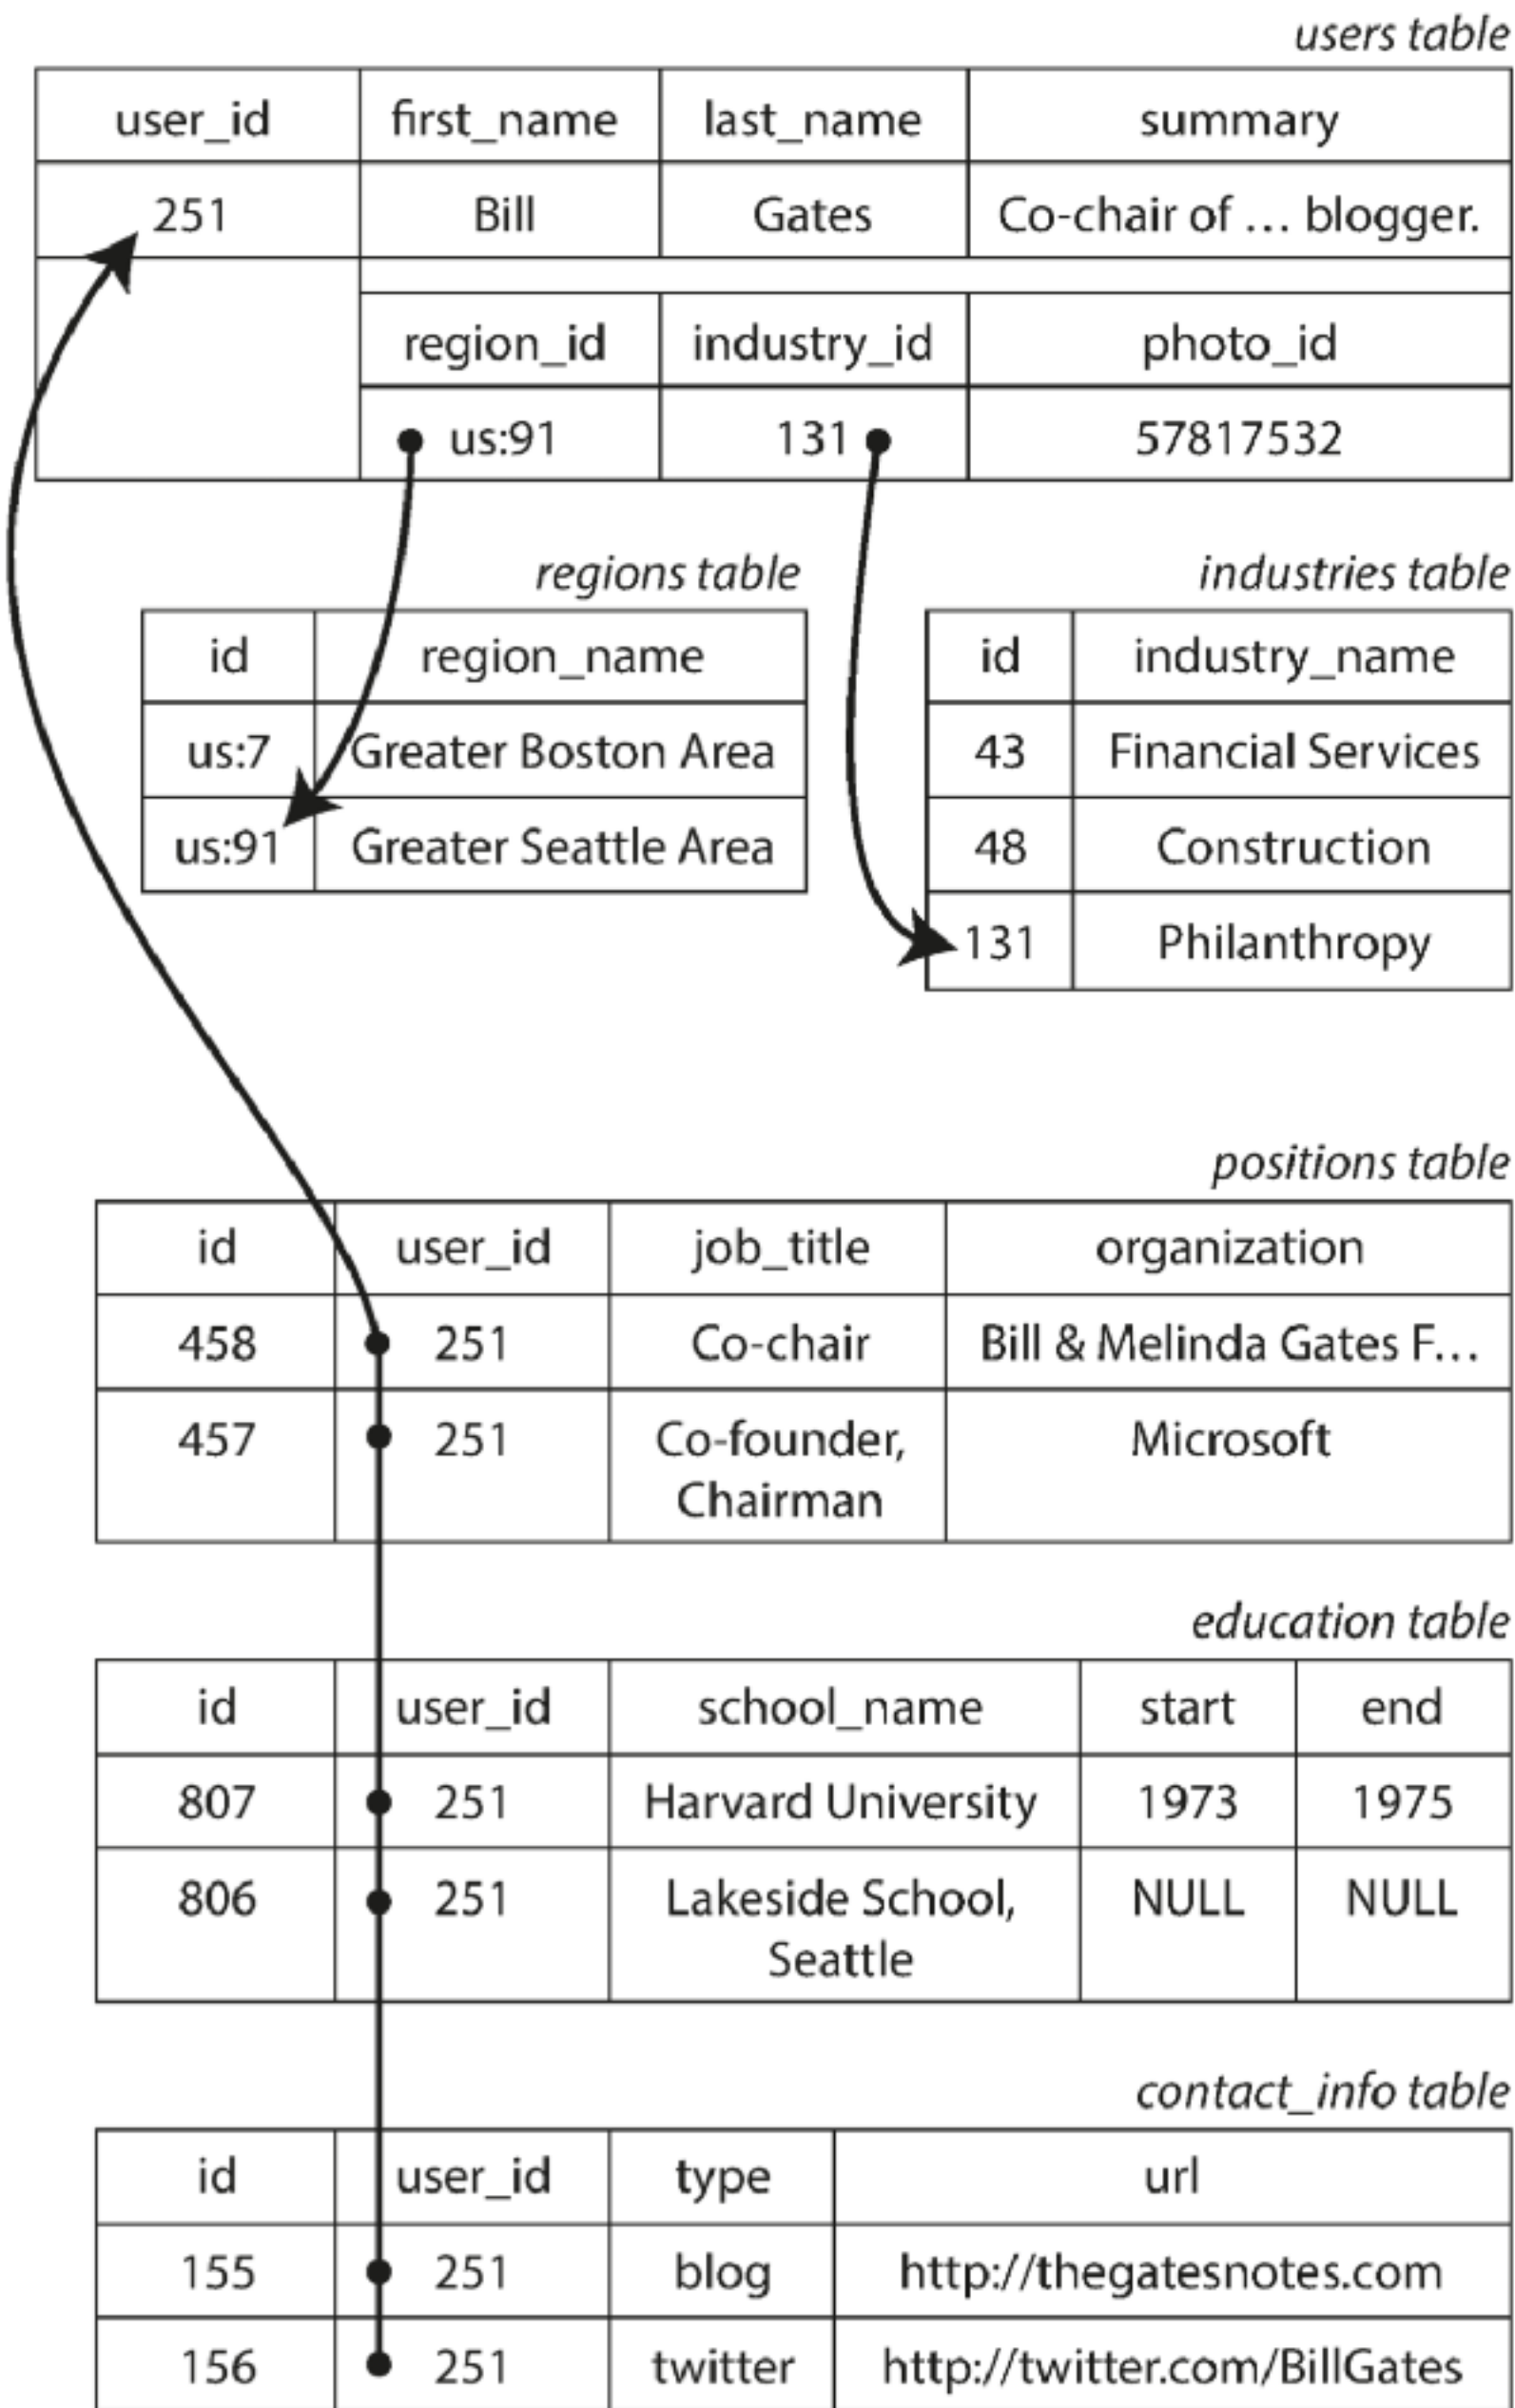 users table
user_id first_name last_name summary
251 Bill Gates Co-chair of … blogger.
region_id industry_id photo_id
us:91 131 57817532
regions table
id region_name
us:7 Greater Boston Area
us:91 Greater Seattle Area
industries table
id industry_name
43 Financial Services
48 Construction
131 Philanthropy
positions table
id user_id job_title organization
458 251 Co-chair Bill & Melinda Gates F…
457 251 Co-founder, Microsoft
Chairman
education table
id user_id school_name start end
807 251 Harvard University 1973 1975
806 251 Lakeside School, NULL NULL
Seattle
contact_info table
id user_id type url
155 251 blog http://thegatesnotes.com
156 251 twitter http://twitter.com/BillGates